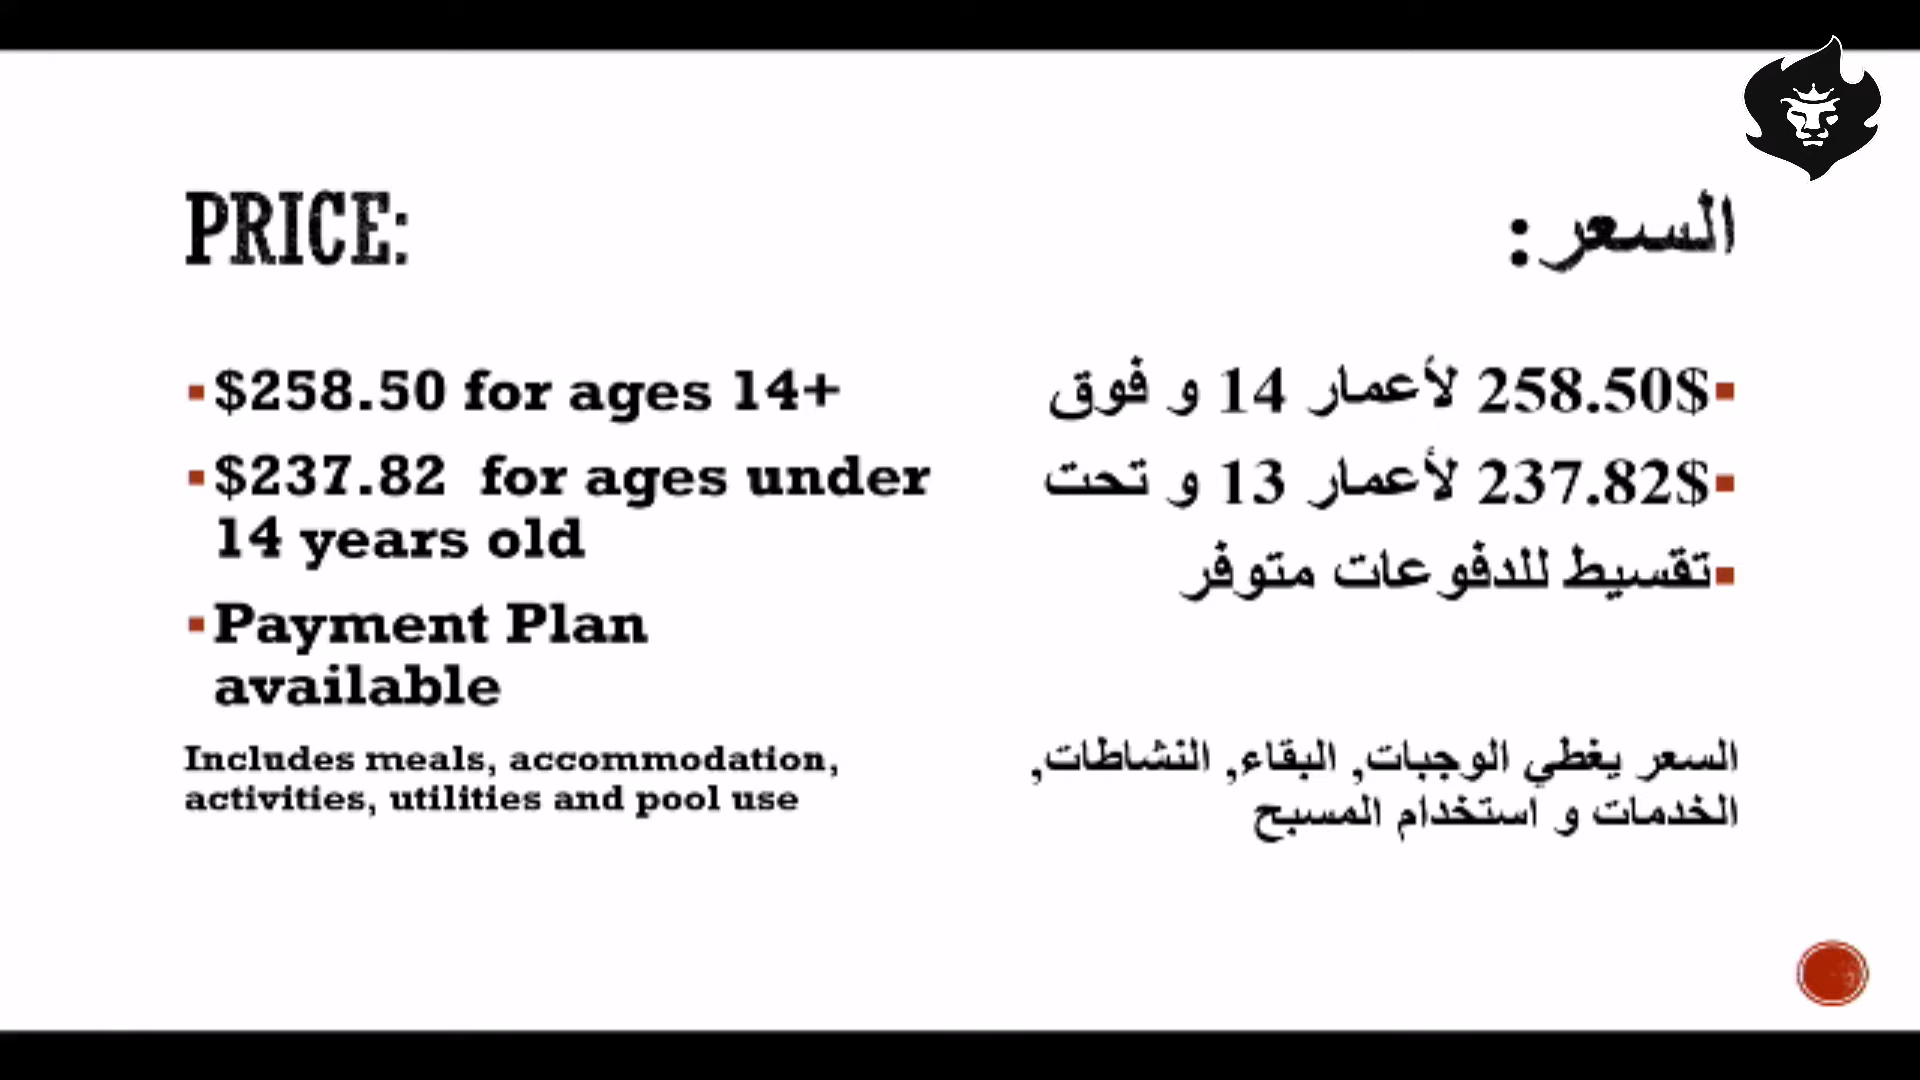 PRICE:
$258.50 for ages 14+
$237.82 for ages under
14 years old
Payment Plan
available
Includes meals, accommodation,
activities, utilities and pool use
السعر:
258.50$ لأعمار 14 و فوق
237.82$ لأعمار 13 و تحت
تقسيط للدفوعات متوفر
السعر يغطي الوجبات, البقاء, النشاطات,
الخدمات و استخدام المسبح